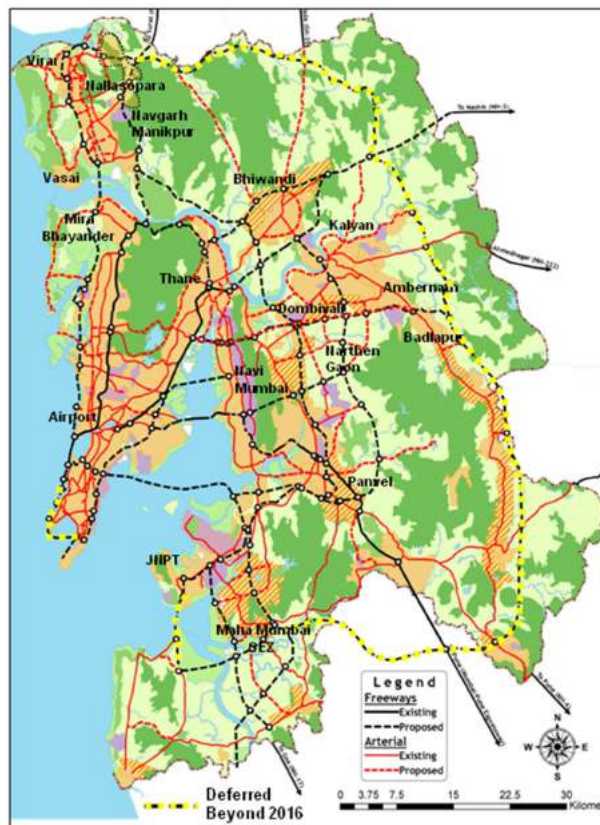 Virar
Nallasopara
Navgarh
Manikpur
To Nashik (NH-3)
Vasai
Bhiwandi
Mira
Bhayander
Kalyan
Ahmednagar (NH-222)
Thane
Ambernath
Dombivali
Badlapur
Narthen
Gaon
Navi
Mumbai
Airport
Panvel
JNPT
Maha Mumbai
SEZ
Legend
Freeways
Existing
Proposed
Arterial
Existing
Proposed
N
W
E
S
Deferred
Beyond 2016
0 3.75 7.5 15 22.5 30
Kilome